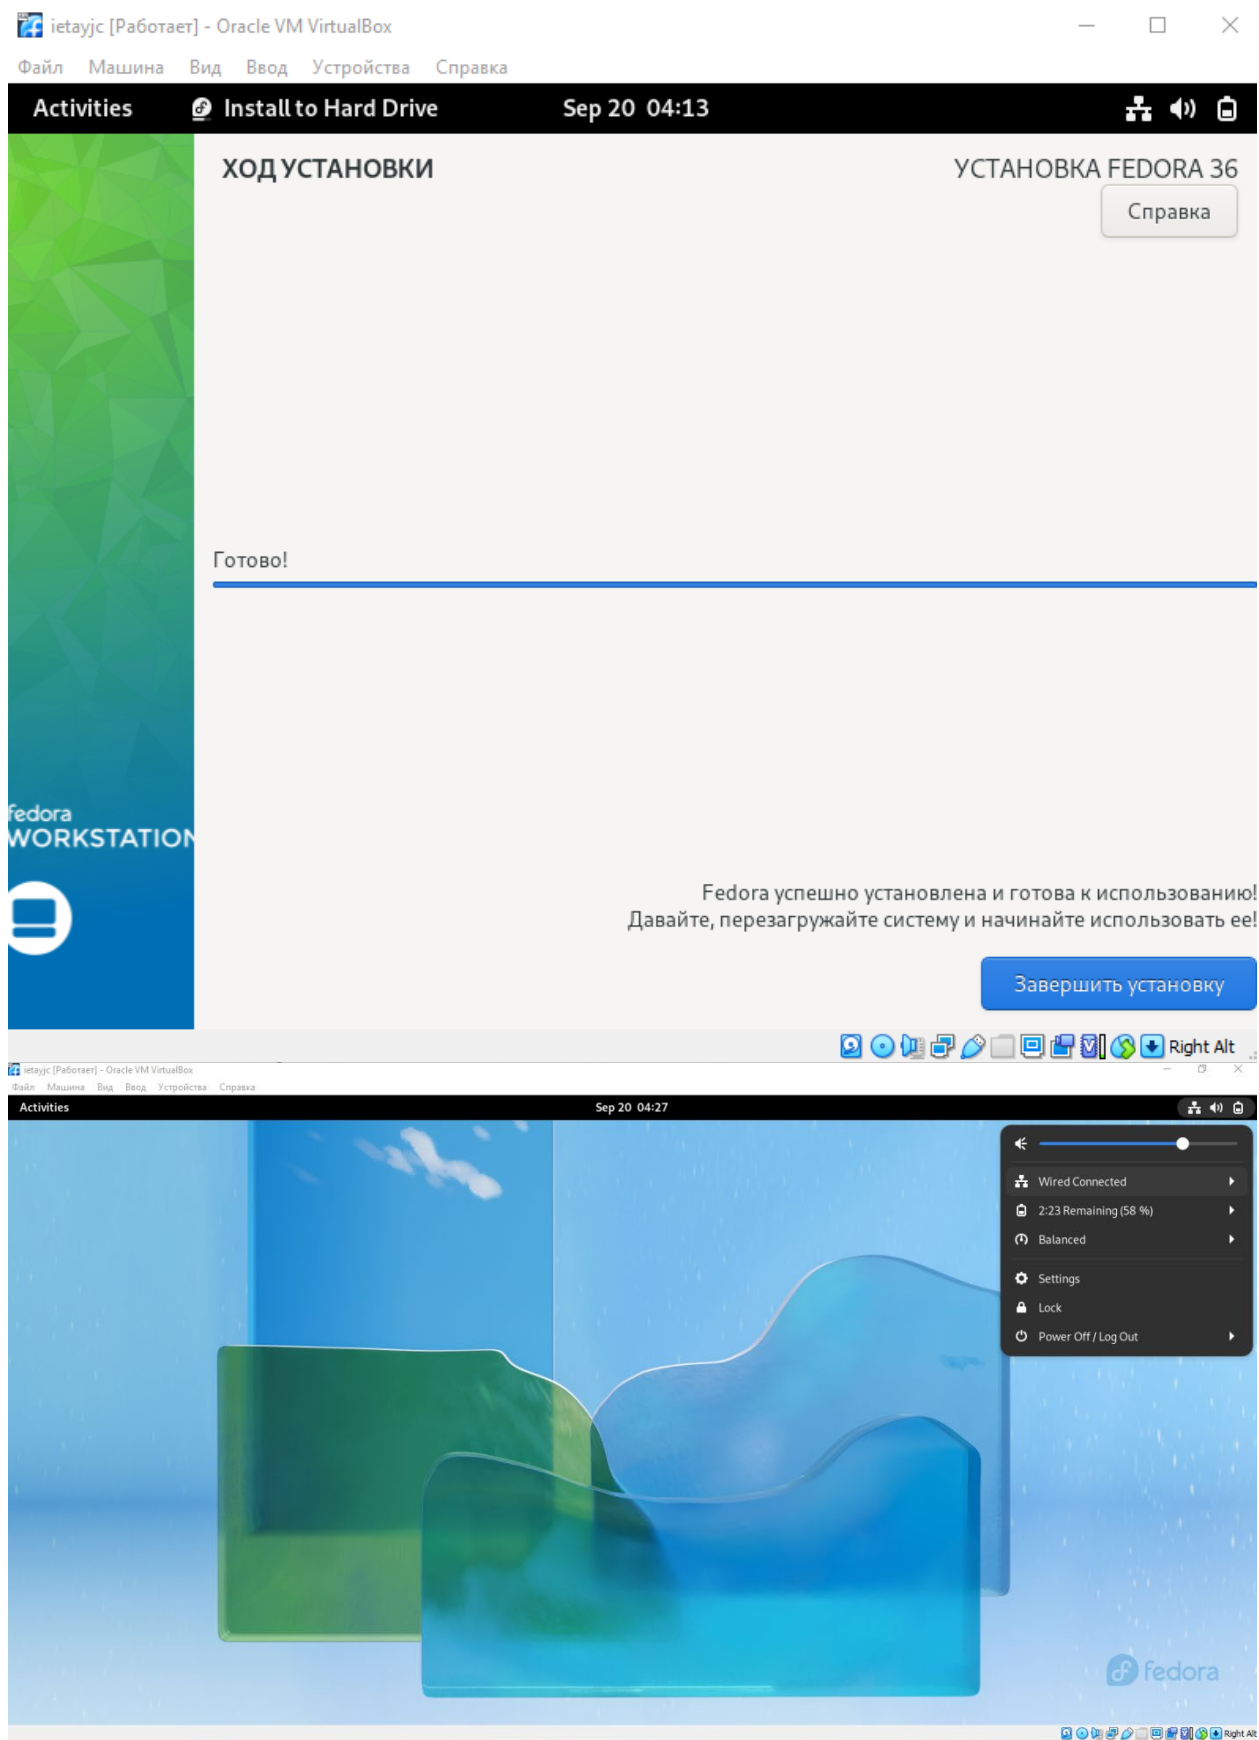 ietayjc [Работает] - Oracle VM VirtualBox
Файл Машина Вид Ввод Устройства Справка
Activities Install to Hard Drive Sep 20 04:13
ХОД УСТАНОВКИ УСТАНОВКА FEDORA 36
Справка
Готово!
fedora
WORKSTATION
Fedora успешно установлена и готова к использованию!
Давайте, перезагружайте систему и начинайте использовать ее!
Завершить установку
Right Alt
ietayjc [Работает] - Oracle VM VirtualBox
Файл Машина Вид Ввод Устройства Справка
Activities Sep 20 04:27
Wired Connected
2:23 Remaining (58 %)
Balanced
Settings
Lock
Power Off / Log Out
fedora
Right Alt